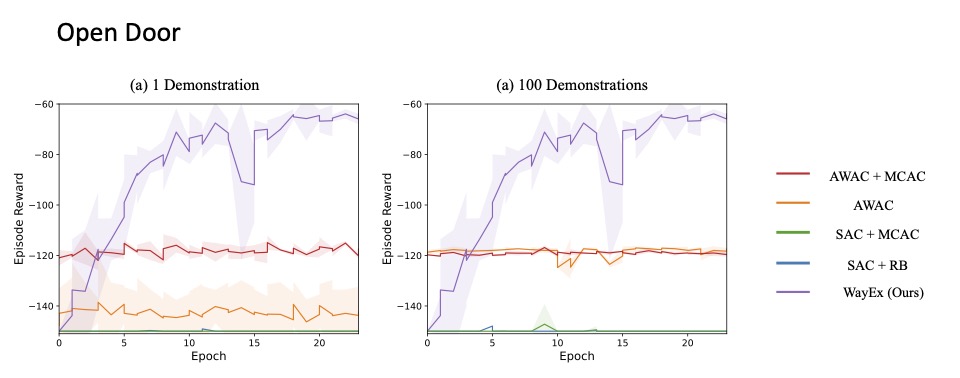 Open Door
(a) 1 Demonstration
−60
−80
−100
−120
−140
Episode Reward
0 5 10 15 20
Epoch
(a) 100 Demonstrations
−60
−80
−100
−120
−140
Episode Reward
0 5 10 15 20
Epoch
AWAC + MCAC
AWAC
SAC + MCAC
SAC + RB
WayEx (Ours)